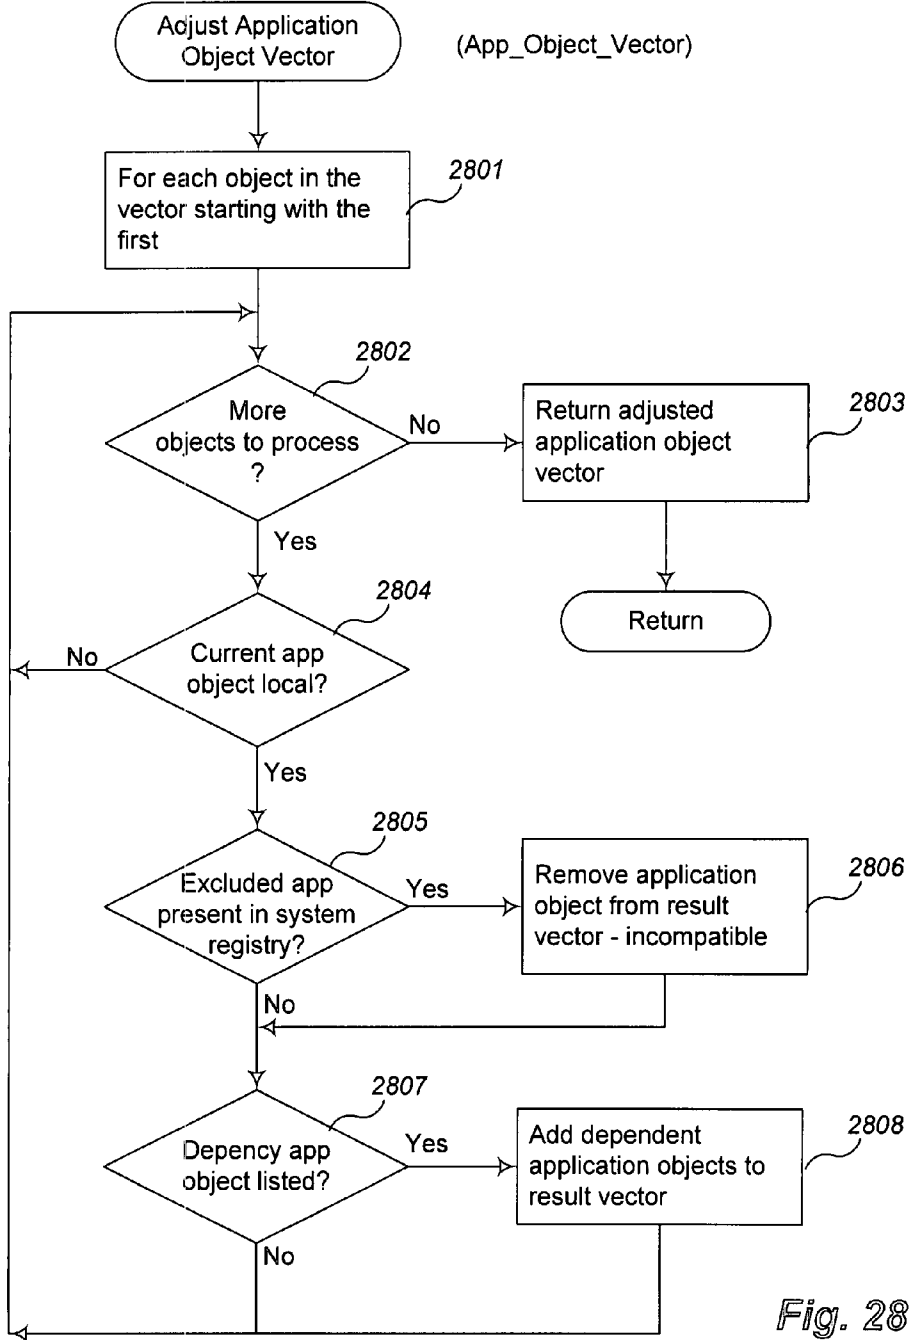 Adjust Application
Object Vector
(App_Object_Vector)
2801
For each object in the
vector starting with the
first
2802
More
objects to process
?
No
2803
Return adjusted
application object
vector
Yes
Return
2804
Current app
object local?
No
Yes
2805
Excluded app
present in system
registry?
Yes
2806
Remove application
object from result
vector - incompatible
No
2807
Depency app
object listed?
Yes
2808
Add dependent
application objects to
result vector
No
Fig. 28